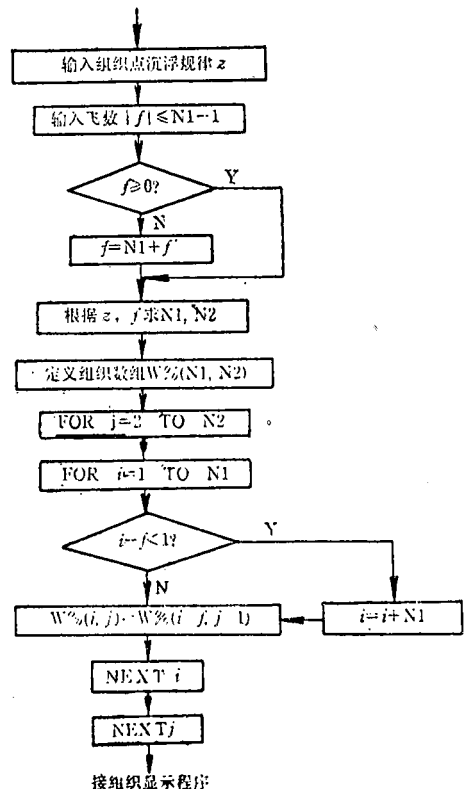 输入组织点沉浮规律 z
输入飞数 |f|≤N1-1
f≥0?
Y
N
f=N1+f
根据 z, f 求N1, N2
定义组织数组W%(N1, N2)
FOR j=2 TO N2
FOR i=1 TO N1
i-f<1?
Y
N
W%(i, j)=W%(i-f, j-1)
i=i+N1
NEXT i
NEXT j
接组织显示程序